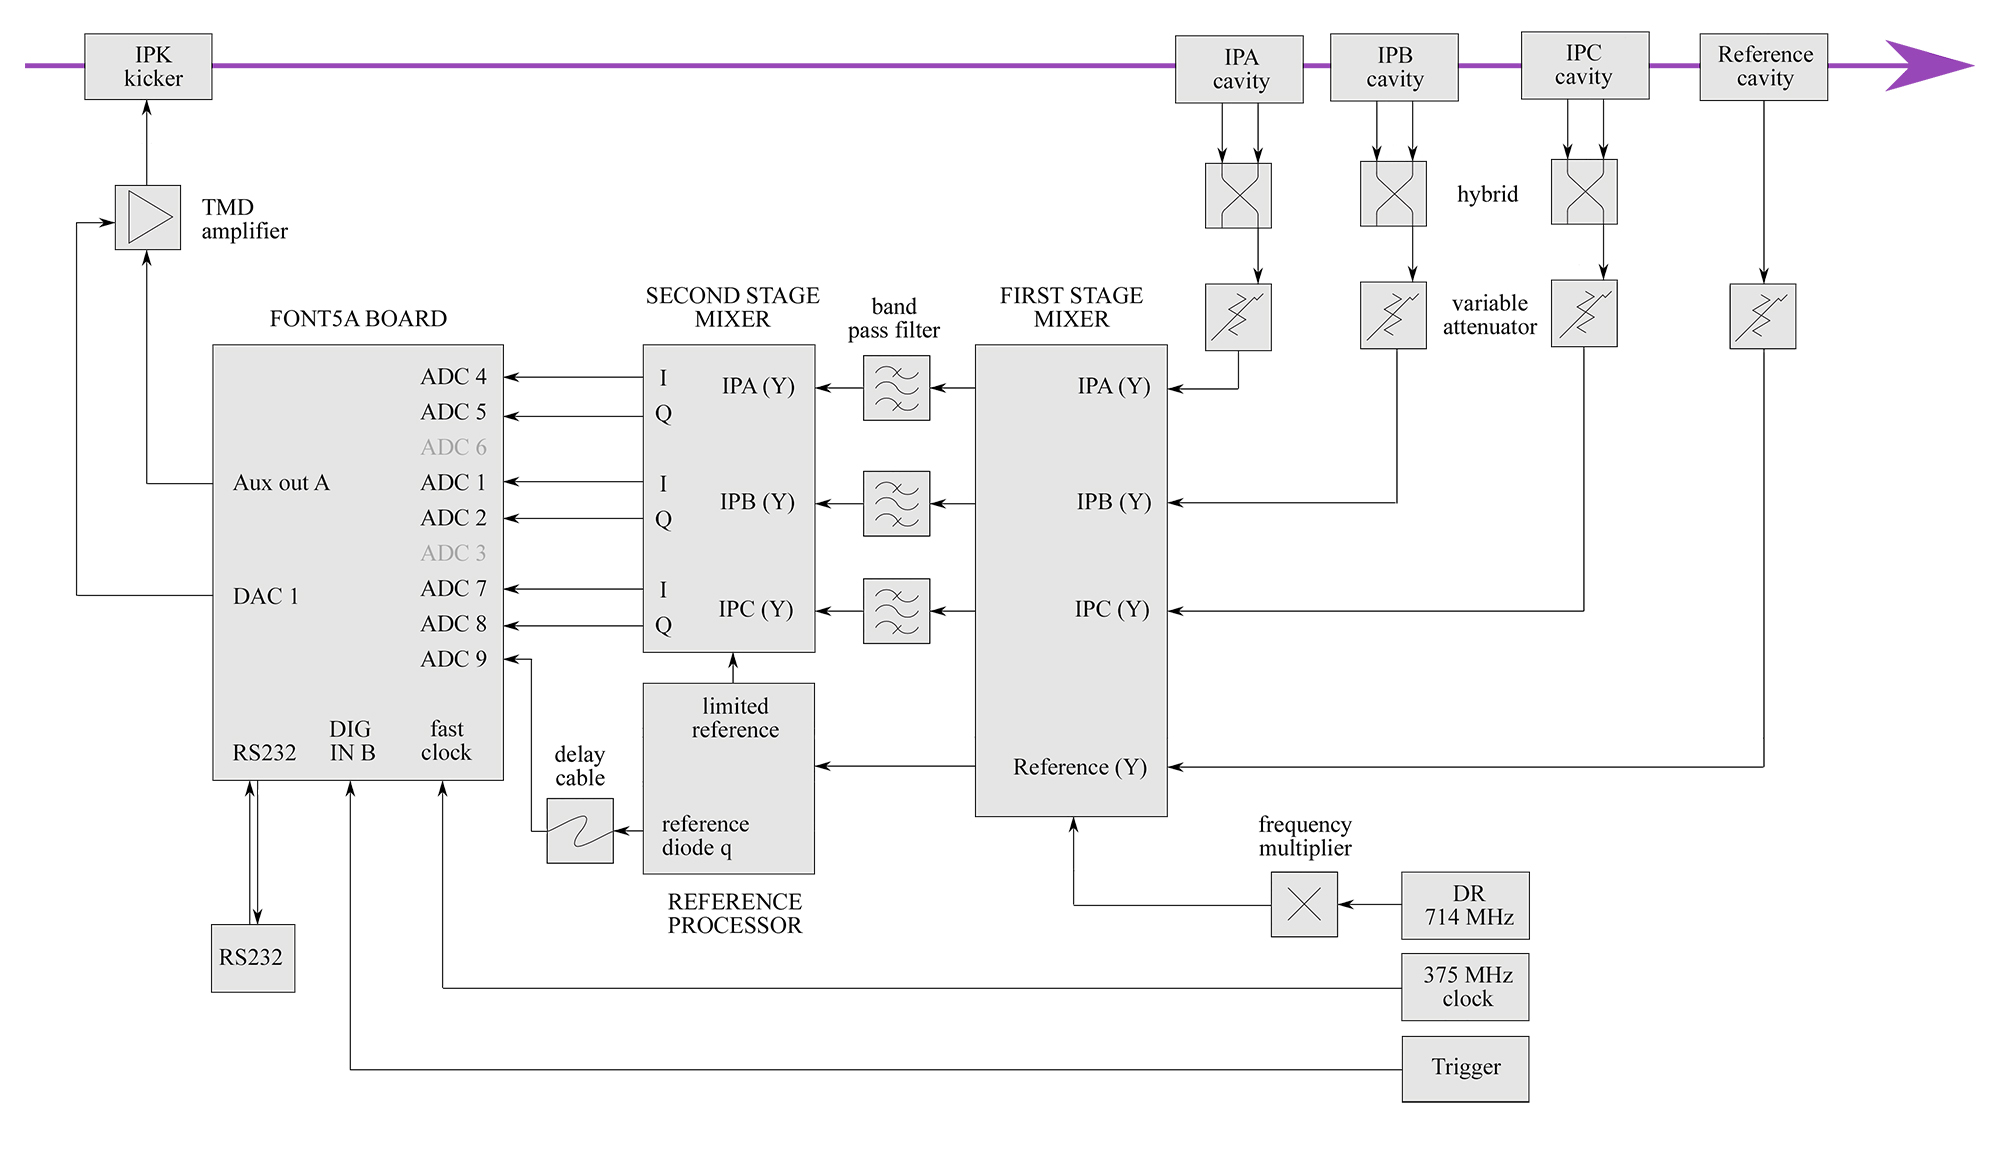 IPK
kicker
IPA
cavity
IPB
cavity
IPC
cavity
Reference
cavity
TMD
amplifier
hybrid
variable
attenuator
FONT5A BOARD
SECOND STAGE
MIXER
band
pass filter
FIRST STAGE
MIXER
ADC 4
ADC 5
ADC 6
ADC 1
ADC 2
ADC 3
ADC 7
ADC 8
ADC 9
Aux out A
DAC 1
RS232
DIG
IN B
fast
clock
I
Q
I
Q
I
Q
IPA (Y)
IPB (Y)
IPC (Y)
IPA (Y)
IPB (Y)
IPC (Y)
Reference (Y)
limited
reference
reference
diode q
delay
cable
REFERENCE
PROCESSOR
frequency
multiplier
DR
714 MHz
375 MHz
clock
Trigger
RS232